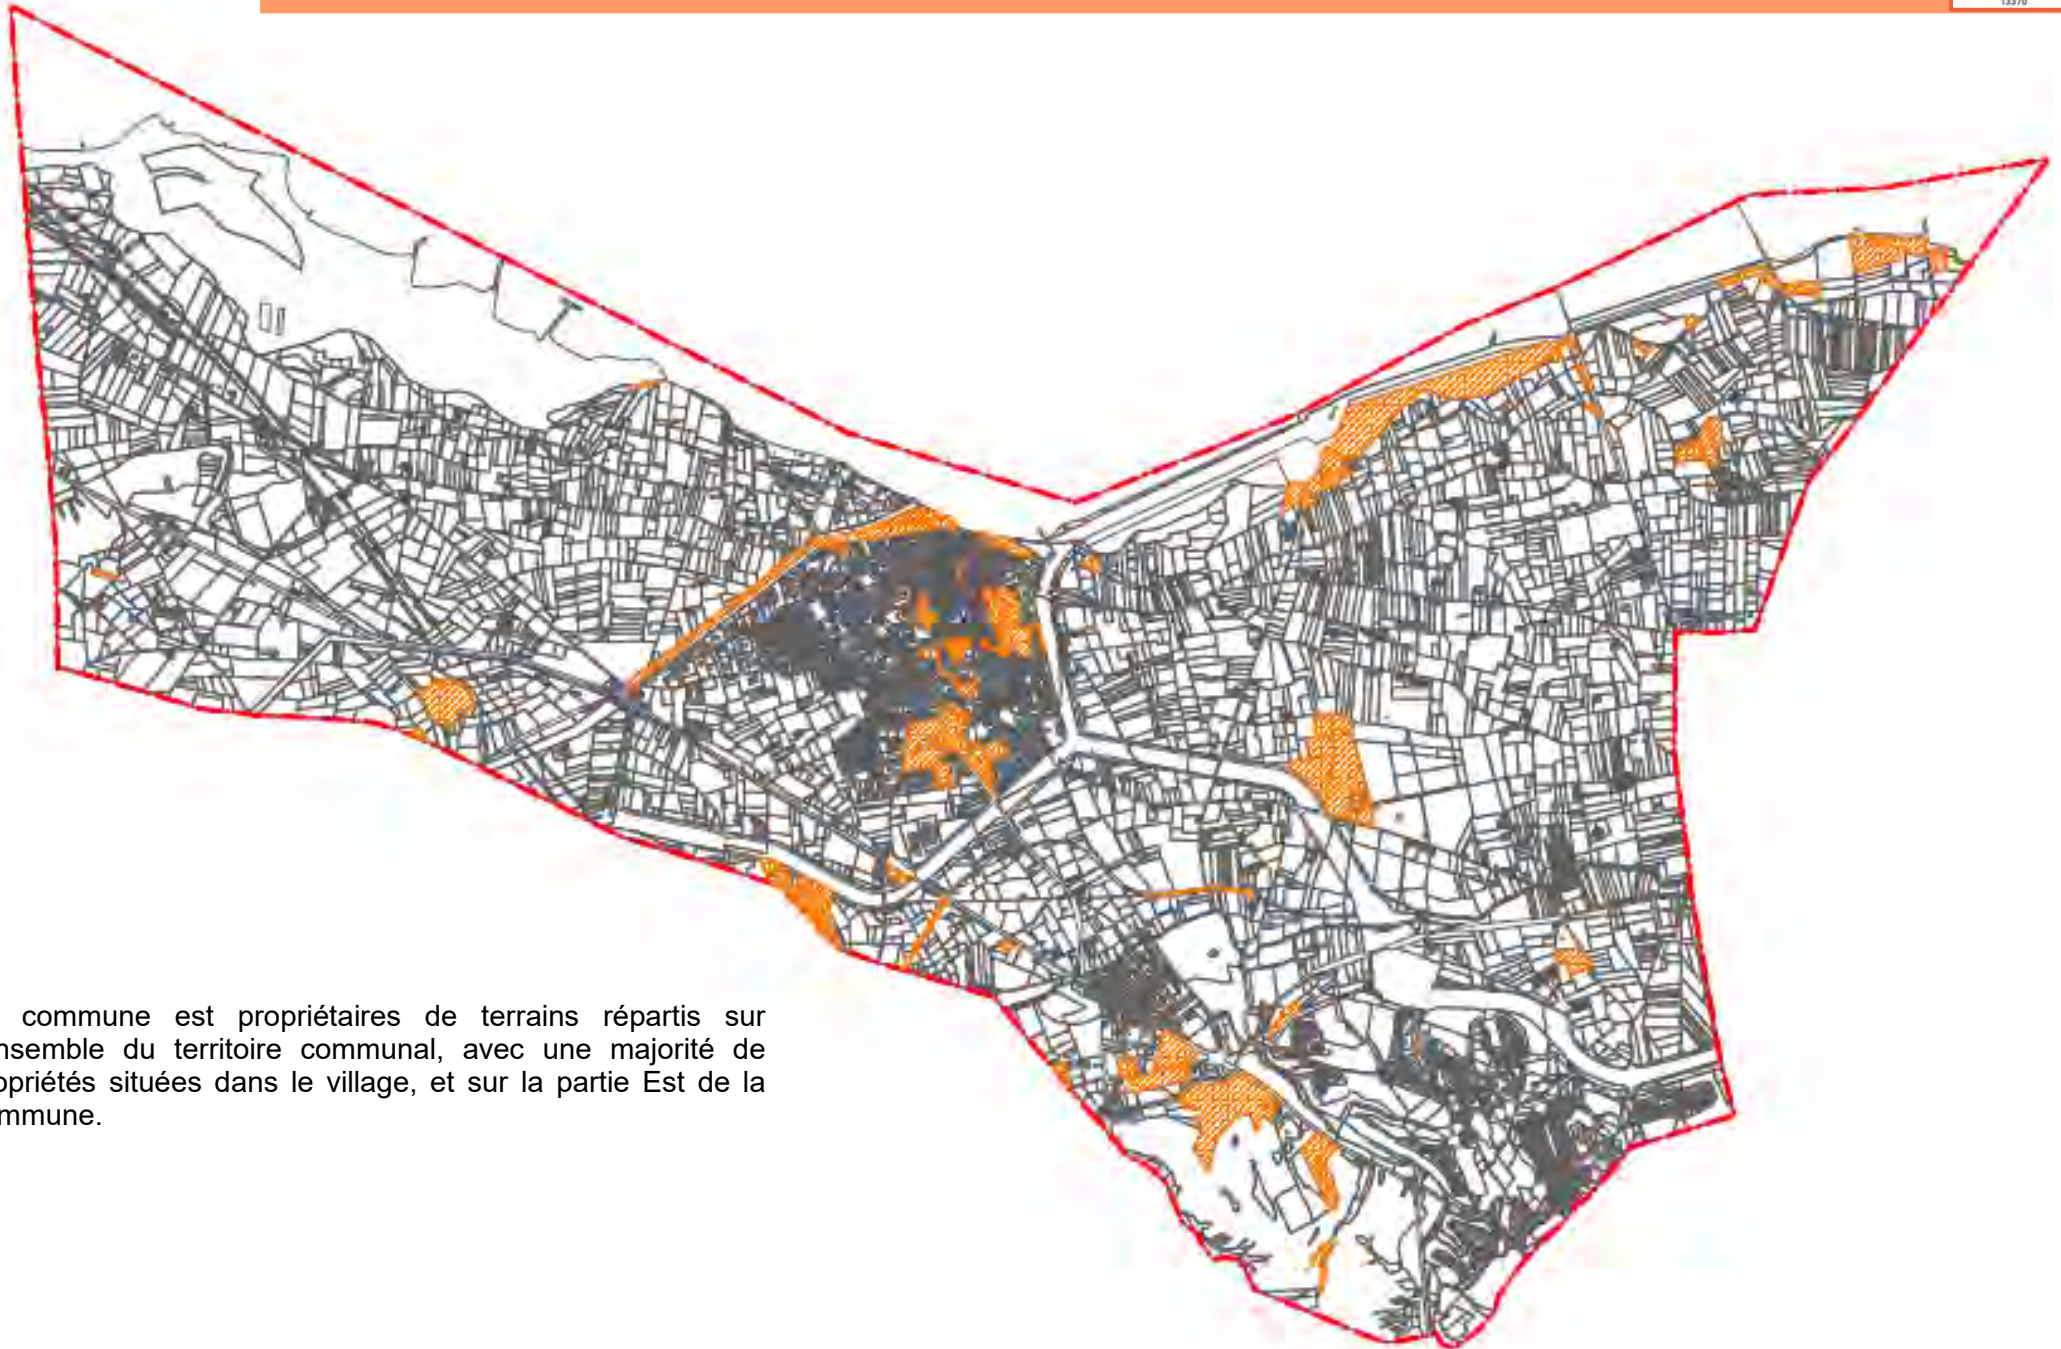 13370
commune est propriétaires de terrains répartis sur
nsemble du territoire communal, avec une majorité de
opriétés situées dans le village, et sur la partie Est de la
mmune.